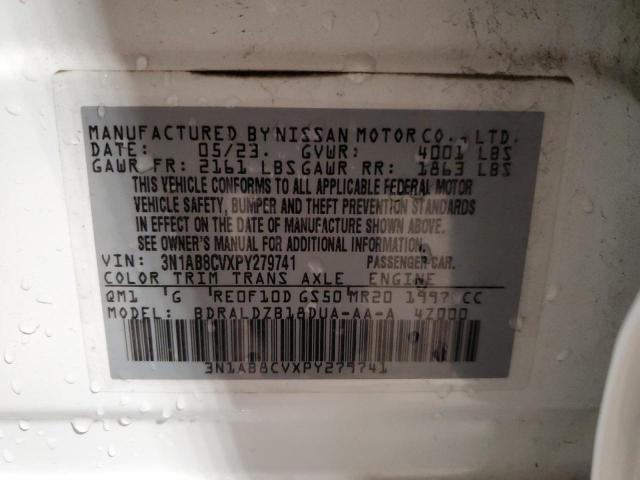 MANUFACTURED BY NISSAN MOTOR CO., LTD.
DATE: 05/23. GVWR: 4001 LBS
GAWR FR: 2161 LBS GAWR RR: 1863 LBS
THIS VEHICLE CONFORMS TO ALL APPLICABLE FEDERAL MOTOR
VEHICLE SAFETY, BUMPER AND THEFT PREVENTION STANDARDS
IN EFFECT ON THE DATE OF MANUFACTURE SHOWN ABOVE.
SEE OWNER'S MANUAL FOR ADDITIONAL INFORMATION.
VIN: 3N1AB8CVXPY279741 PASSENGER CAR.
COLOR TRIM TRANS AXLE ENGINE
QM1 G RE0F10D GS50 MR20 1997 CC
MODEL: BDRALDZB18DUA-AA-A 4Z000
3N1AB8CVXPY279741